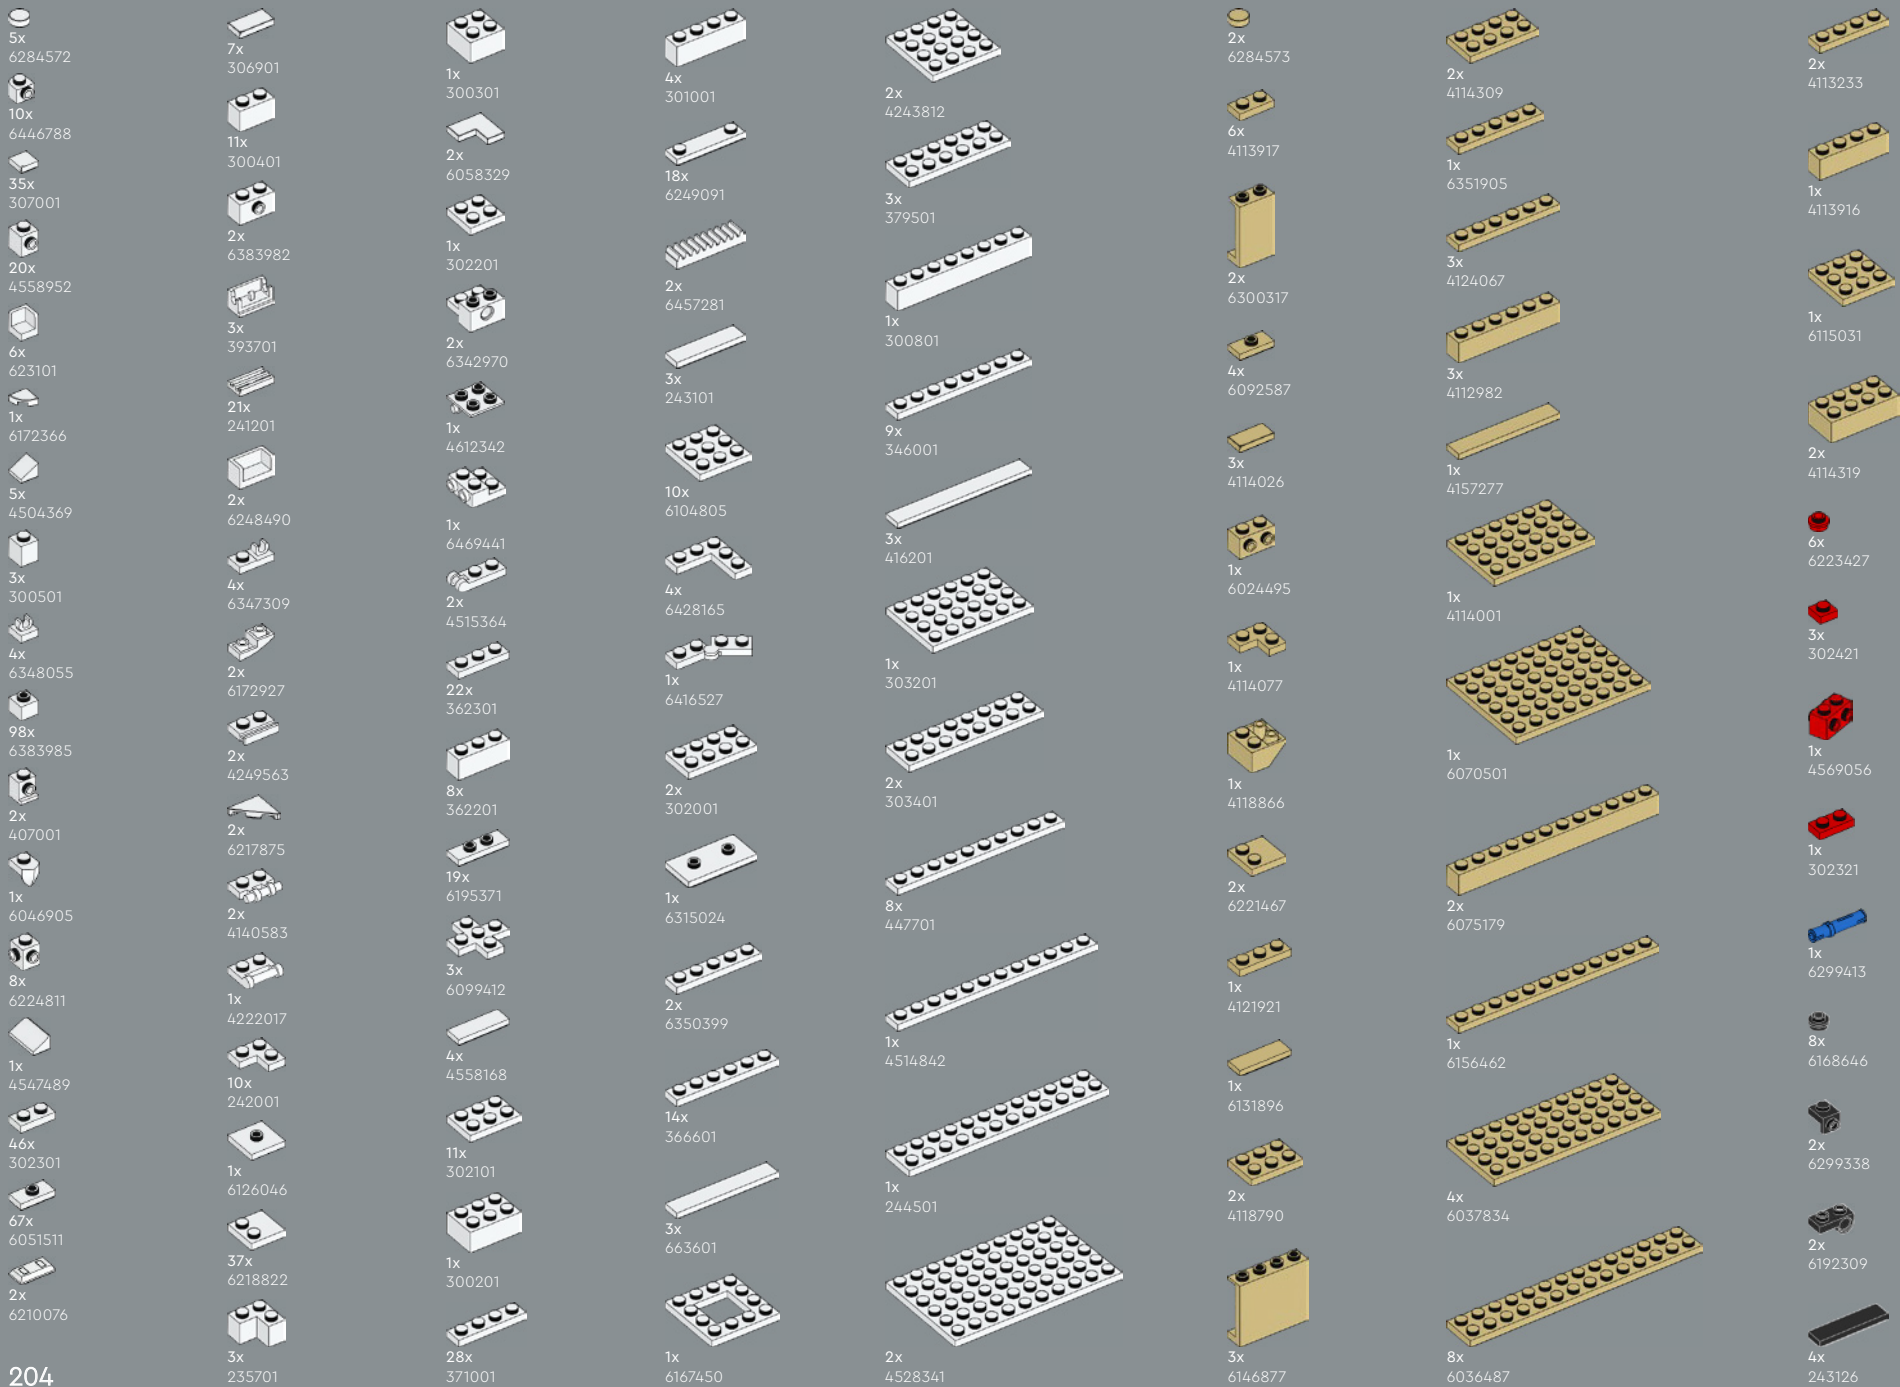 5x
6284572
10x
6446788
35x
307001
20x
4558952
6x
623101
1x
6172366
5x
4504369
3x
300501
4x
6348055
98x
6383985
2x
407001
1x
6046905
8x
6224811
1x
4547489
46x
302301
67x
6051511
2x
6210076
204
7x
306901
11x
300401
2x
6383982
3x
393701
21x
241201
2x
6248490
4x
6347309
2x
6172927
2x
4249563
2x
6217875
2x
4140583
1x
4222017
10x
242001
1x
6126046
37x
6218822
3x
235701
1x
300301
2x
6058329
1x
302201
2x
6342970
1x
4612342
1x
6469441
2x
4515364
22x
362301
8x
362201
19x
6195371
3x
6099412
4x
4558168
11x
302101
1x
300201
28x
371001
4x
301001
18x
6249091
2x
6457281
3x
243101
10x
6104805
4x
6428165
1x
6416527
2x
302001
1x
6315024
2x
6350399
14x
366601
3x
663601
1x
6167450
2x
4243812
3x
379501
1x
300801
9x
346001
3x
416201
1x
303201
2x
303401
8x
447701
1x
4514842
1x
244501
2x
4528341
2x
6284573
6x
4113917
2x
6300317
4x
6092587
3x
4114026
1x
6024495
1x
4114077
1x
4118866
2x
6221467
1x
4121921
1x
6131896
2x
4118790
3x
6146877
2x
4114309
1x
6351905
3x
4124067
3x
4112982
1x
4157277
1x
4114001
1x
6070501
2x
6075179
1x
6156462
4x
6037834
8x
6036487
2x
4113233
1x
4113916
1x
6115031
2x
4114319
6x
6223427
3x
302421
1x
4569056
1x
302321
1x
6299413
8x
6168646
2x
6299338
2x
6192309
4x
243126